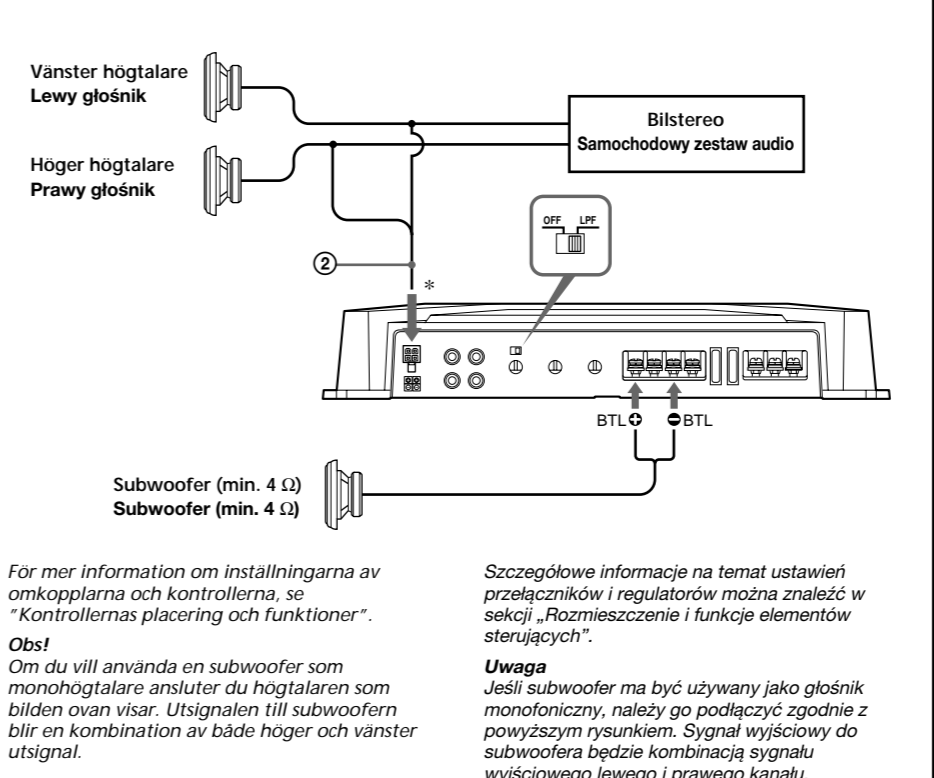 Vänster högtalare
Lewy głośnik
Bilstereo
Samochodowy zestaw audio
Höger högtalare
Prawy głośnik
OFF LPF
②
*
BTL ⊕ ⊖ BTL
Subwoofer (min. 4 Ω)
Subwoofer (min. 4 Ω)
För mer information om inställningarna av
omkopplarna och kontrollerna, se
"Kontrollernas placering och funktioner".
Obs!
Om du vill använda en subwoofer som
monohögtalare ansluter du högtalaren som
bilden ovan visar. Utsignalen till subwoofern
blir en kombination av både höger och vänster
utsignal.
Szczegółowe informacje na temat ustawień
przełączników i regulatorów można znaleźć w
sekcji „Rozmieszczenie i funkcje elementów
sterujących”.
Uwaga
Jeśli subwoofer ma być używany jako głośnik
monofoniczny, należy go podłączyć zgodnie z
powyższym rysunkiem. Sygnał wyjściowy do
subwoofera będzie kombinacją sygnału
wyjściowego lewego i prawego kanału